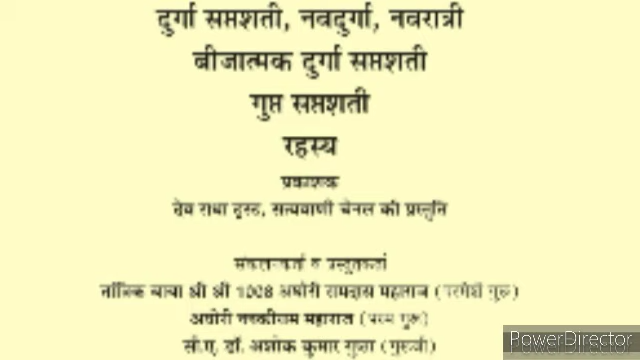 दुर्गा सप्तशती, नवदुर्गा, नवरात्री
बीजात्मक दुर्गा सप्तशती
गुप्त सप्तशती
रहस्य
प्रकाशक
देव राधा ट्रस्ट, सत्यवाणी चेनल की प्रस्तुति
संकलनकर्ता व प्रस्तुतकर्ता
तांत्रिक बाबा श्री श्री 1008 अघोरी रामदास महाराज (परमेष्टी गुरू)
अघोरी नरकीराम महाराज (परम गुरू)
सी.ए. डॉ. अशोक कुमार गुप्ता (गुरूजी)
PowerDirector